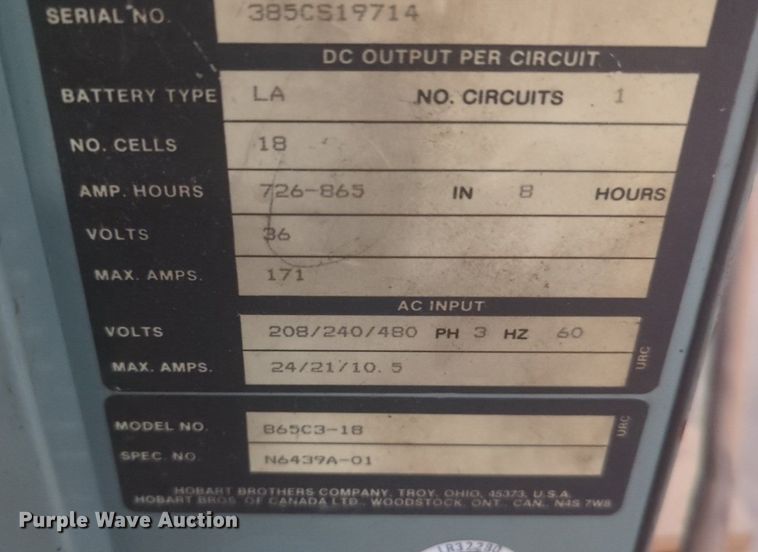 SERIAL NO. 385CS19714
DC OUTPUT PER CIRCUIT
BATTERY TYPE LA NO. CIRCUITS 1
NO. CELLS 18
AMP. HOURS 726-865 IN 8 HOURS
VOLTS 36
MAX. AMPS. 171
AC INPUT
VOLTS 208/240/480 PH 3 HZ 60
MAX. AMPS. 24/21/10.5
URC
MODEL NO. 865C3-18
SPEC. NO. N6439A-01
URC
HOBART BROTHERS COMPANY, TROY, OHIO, 45373, U.S.A.
HOBART BROS. OF CANADA LTD., WOODSTOCK, ONT., CAN., N4S 7W8
Purple Wave Auction